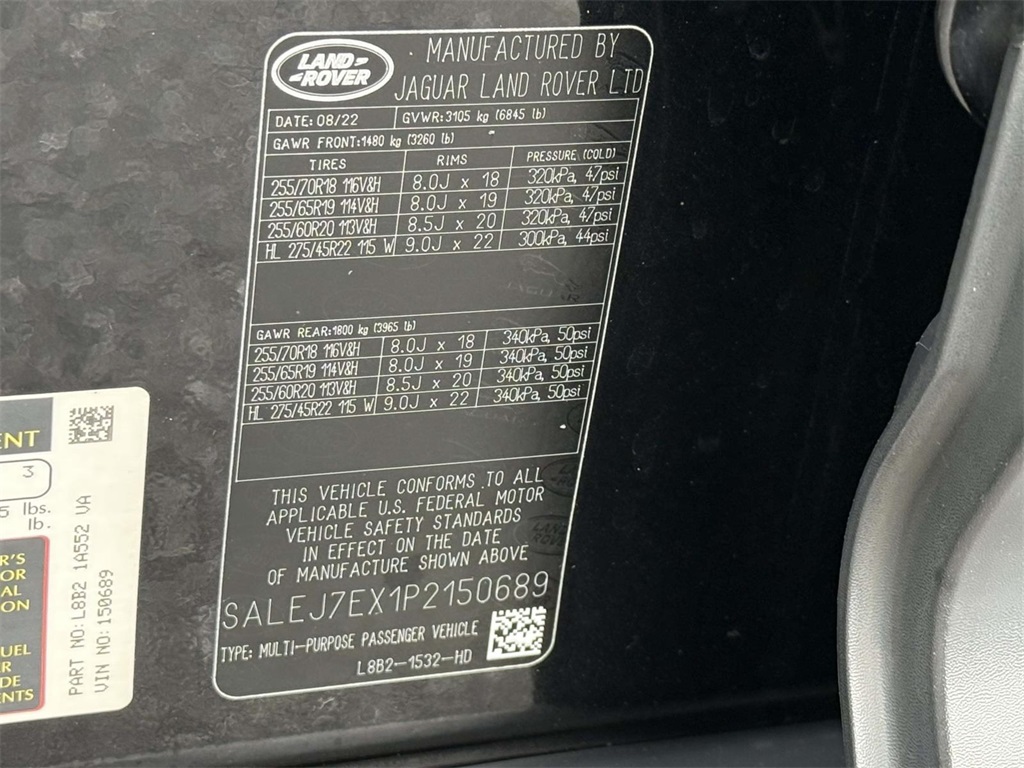 LAND-
-ROVER
MANUFACTURED BY
JAGUAR LAND ROVER LTD
DATE: 08/22 GVWR:3105 kg (6845 lb)
GAWR FRONT:1480 kg (3260 lb)
TIRES RIMS PRESSURE (COLD)
255/70R18 116V&H 8.0J x 18 320kPa, 47psi
255/65R19 114V&H 8.0J x 19 320kPa, 47psi
255/60R20 113V&H 8.5J x 20 320kPa, 47psi
HL 275/45R22 115 W 9.0J x 22 300kPa, 44psi
GAWR REAR:1800 kg (3965 lb)
255/70R18 116V&H 8.0J x 18 340kPa, 50psi
255/65R19 114V&H 8.0J x 19 340kPa, 50psi
255/60R20 113V&H 8.5J x 20 340kPa, 50psi
HL 275/45R22 115 W 9.0J x 22 340kPa, 50psi
THIS VEHICLE CONFORMS TO ALL
APPLICABLE U.S. FEDERAL MOTOR
VEHICLE SAFETY STANDARDS
IN EFFECT ON THE DATE
OF MANUFACTURE SHOWN ABOVE
SALEJ7EX1P2150689
TYPE: MULTI-PURPOSE PASSENGER VEHICLE
L8B2-1532-HD
ENT
3
5 lbs.
lb.
R'S
OR
AL
ON
UEL
R
DE
NTS
PART NO:L8B2 1A552 VA
VIN NO:150689